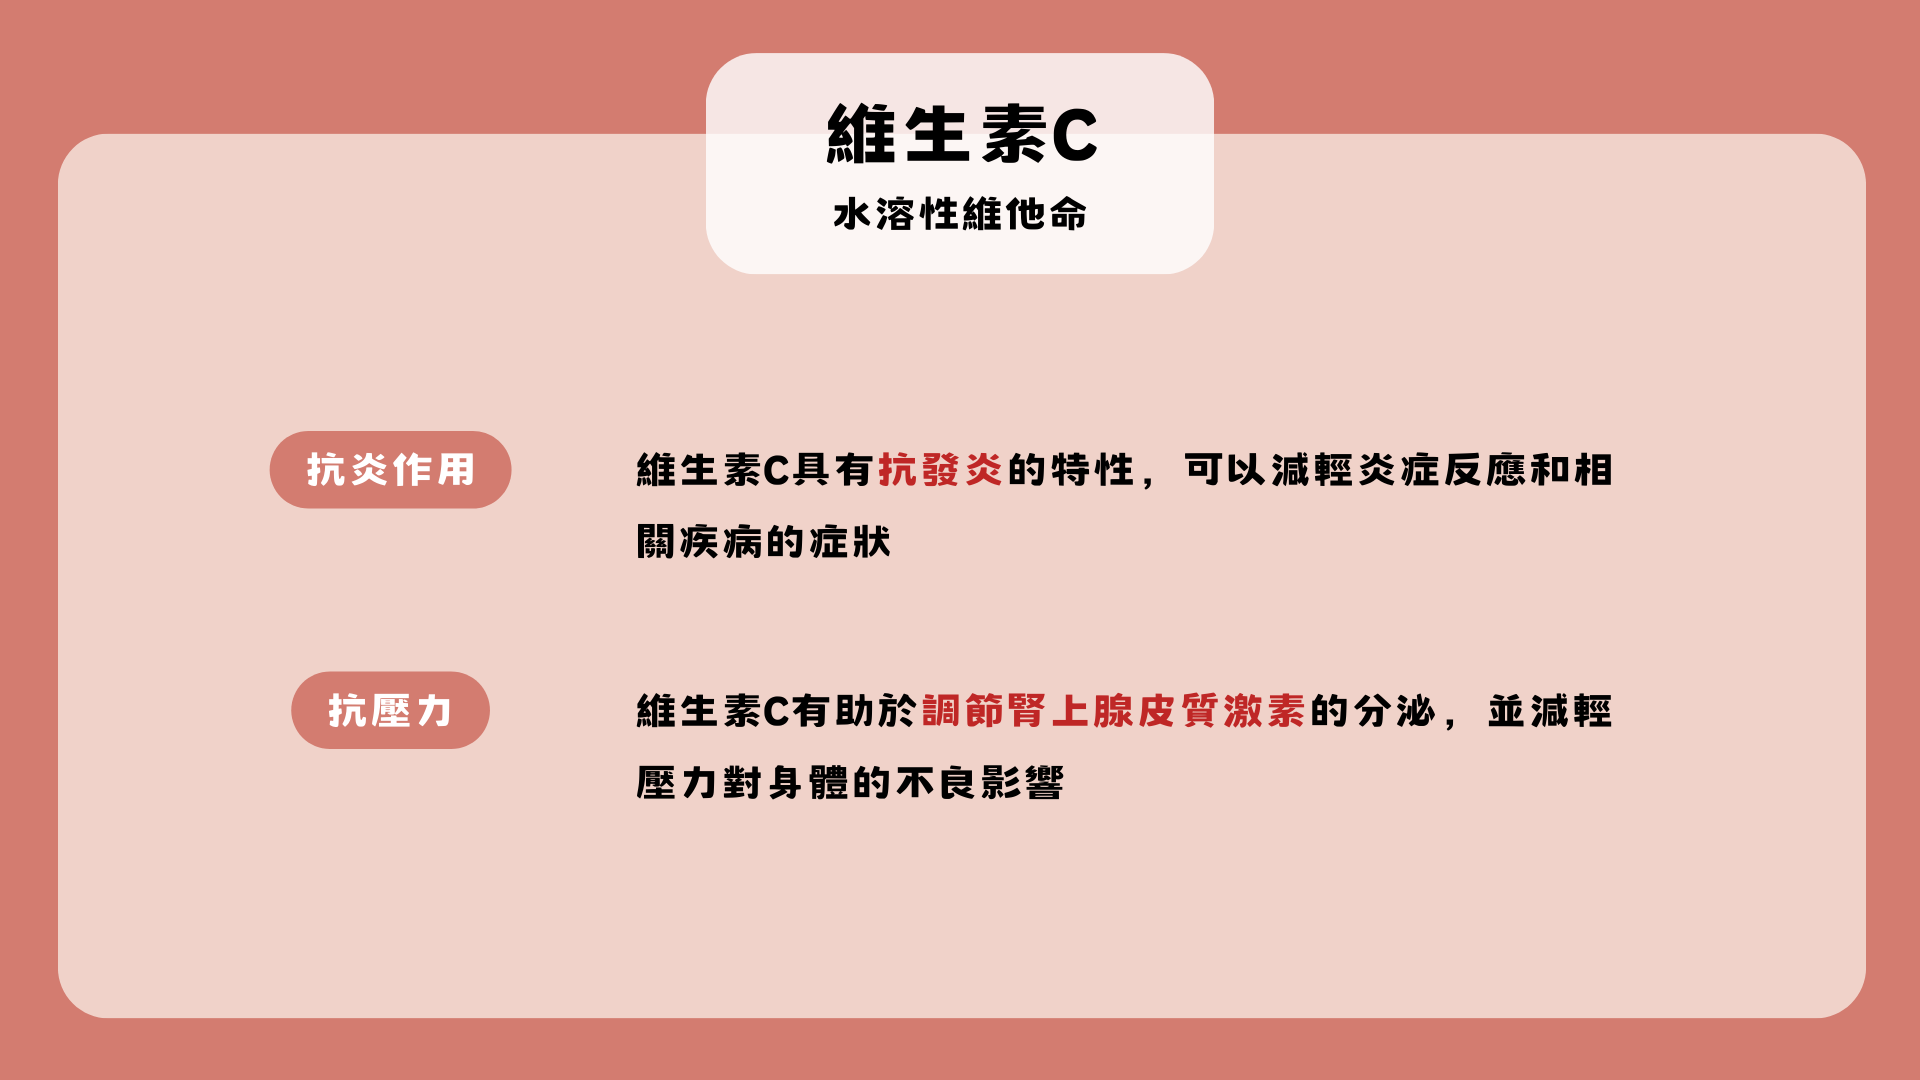 維生素C
水溶性維他命
抗炎作用
維生素C具有抗發炎的特性，可以減輕炎症反應和相
關疾病的症狀
抗壓力
維生素C有助於調節腎上腺皮質激素的分泌，並減輕
壓力對身體的不良影響